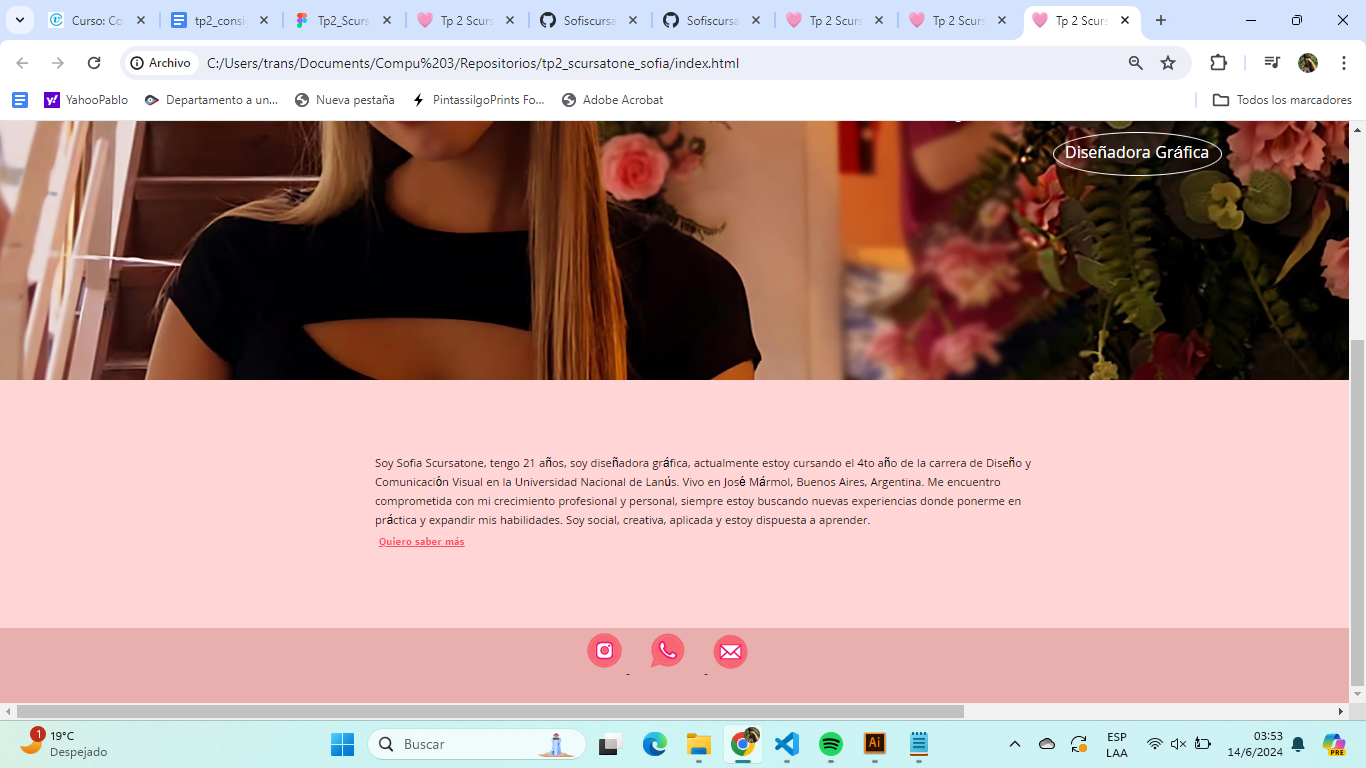 Curso: Co
tp2_consig
Tp2_Scurs
Tp 2 Scurs
Sofiscursa
Sofiscursa
Tp 2 Scurs
Tp 2 Scurs
Tp 2 Scurs
Archivo
C:/Users/trans/Documents/Compu%203/Repositorios/tp2_scursatone_sofia/index.html
YahooPablo
Departamento a un...
Nueva pestaña
PintassilgoPrints Fo...
Adobe Acrobat
Todos los marcadores
Diseñadora Gráfica
Soy Sofia Scursatone, tengo 21 años, soy diseñadora gráfica, actualmente estoy cursando el 4to año de la carrera de Diseño y
Comunicación Visual en la Universidad Nacional de Lanús. Vivo en José Mármol, Buenos Aires, Argentina. Me encuentro
comprometida con mi crecimiento profesional y personal, siempre estoy buscando nuevas experiencias donde ponerme en
práctica y expandir mis habilidades. Soy social, creativa, aplicada y estoy dispuesta a aprender.
Quiero saber más
1
19°C
Despejado
Buscar
Ai
ESP
LAA
03:53
14/6/2024
PRE